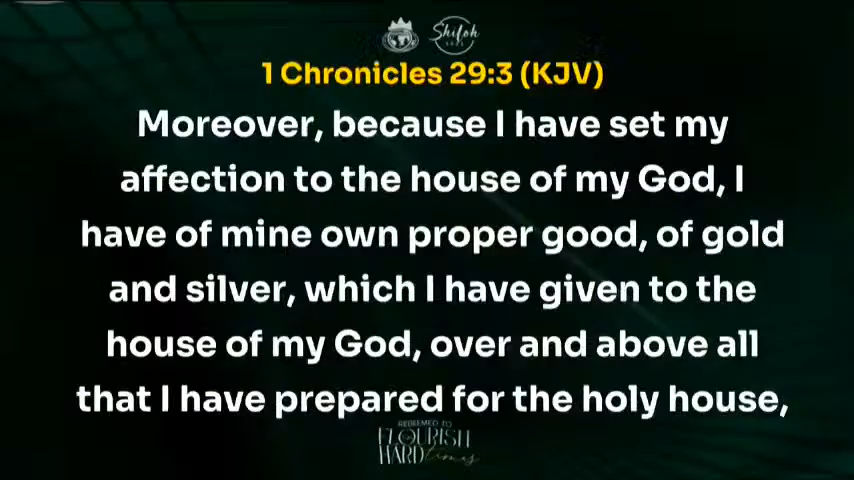 Shiloh
1 Chronicles 29:3 (KJV)
Moreover, because I have set my
affection to the house of my God, I
have of mine own proper good, of gold
and silver, which I have given to the
house of my God, over and above all
that I have prepared for the holy house,
REDEEMED TO
FLOURISH
HARD times